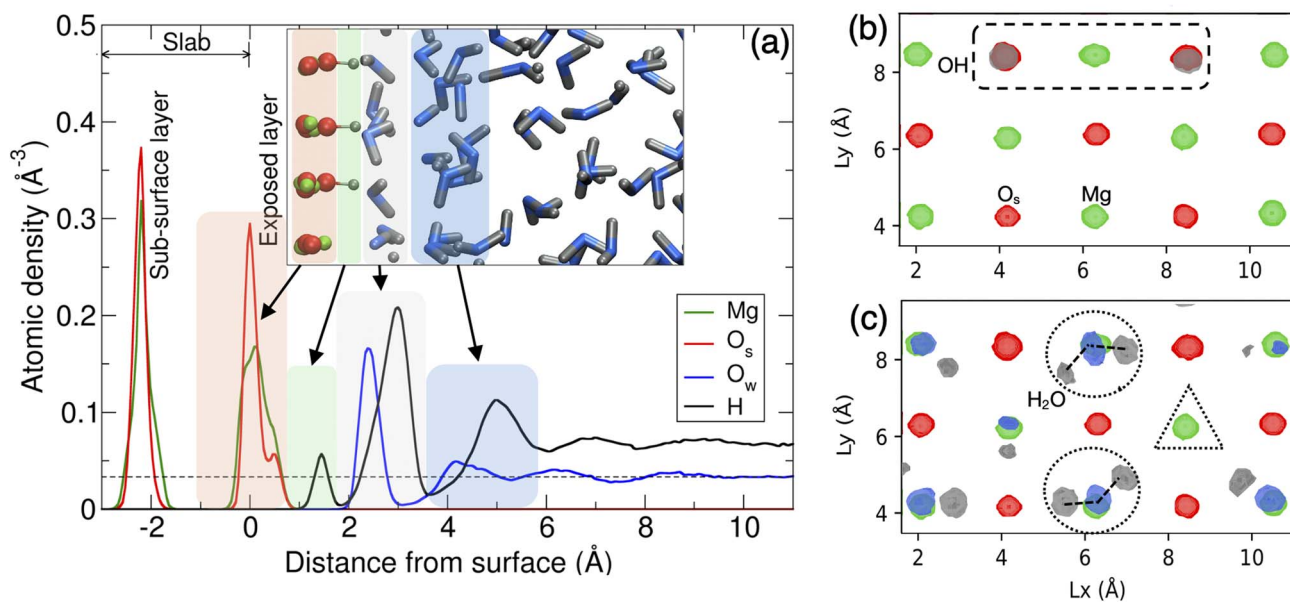 (a)
Slab
Atomic density (Å⁻³)
0.5
0.4
0.3
0.2
0.1
0
Sub-surface layer
Exposed layer
Mg
Oₛ
O_w
H
-2 0 2 4 6 8 10
Distance from surface (Å)
(b)
OH
Ly (Å)
8
6
4
Oₛ Mg
2 4 6 8 10
(c)
H₂O
Ly (Å)
8
6
4
2 4 6 8 10
Lx (Å)